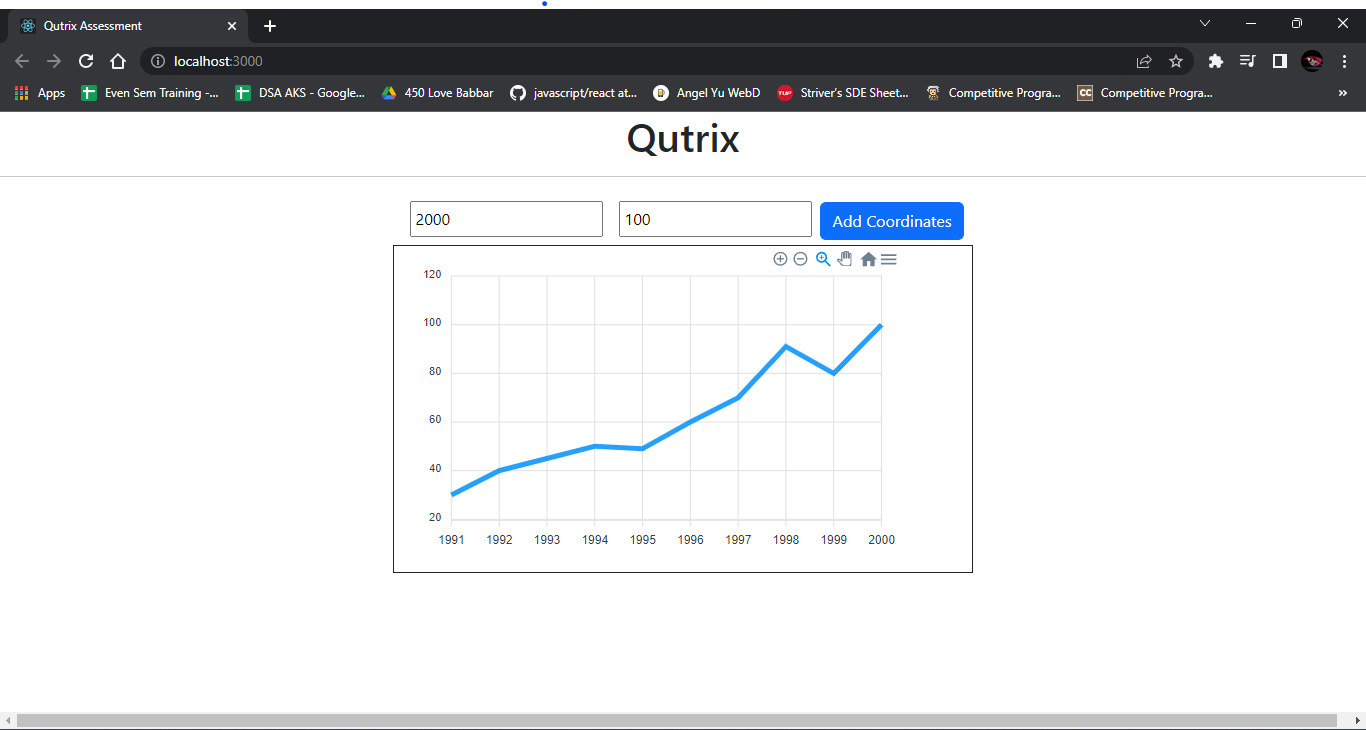 Qutrix Assessment
localhost:3000
Apps Even Sem Training -... DSA AKS - Google... 450 Love Babbar javascript/react at... Angel Yu WebD TUF Striver's SDE Sheet... Competitive Progra... CC Competitive Progra... »
Qutrix
2000 100 Add Coordinates
120
100
80
60
40
20
1991 1992 1993 1994 1995 1996 1997 1998 1999 2000